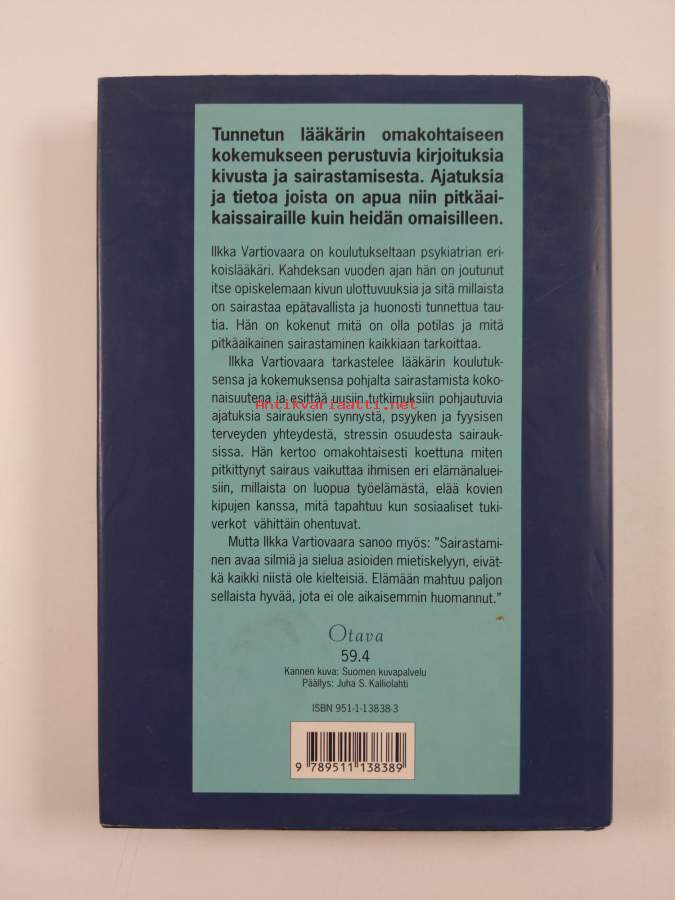 Tunnetun lääkärin omakohtaiseen
kokemukseen perustuvia kirjoituksia
kivusta ja sairastamisesta. Ajatuksia
ja tietoa joista on apua niin pitkäai-
kaissairaille kuin heidän omaisilleen.
Ilkka Vartiovaara on koulutukseltaan psykiatrian eri-
koislääkäri. Kahdeksan vuoden ajan hän on joutunut
itse opiskelemaan kivun ulottuvuuksia ja sitä millaista
on sairastaa epätavallista ja huonosti tunnettua tau-
tia. Hän on kokenut mitä on olla potilas ja mitä
pitkäaikainen sairastaminen kaikkiaan tarkoittaa.
Ilkka Vartiovaara tarkastelee lääkärin koulutuk-
sensa ja kokemuksensa pohjalta sairastamista koko-
naisuutena ja esittää uusiin tutkimuksiin pohjautuvia
Antikvariaatti.net
ajatuksia sairauksien synnystä, psyyken ja fyysisen
terveyden yhteydestä, stressin osuudesta sairauk-
sissa. Hän kertoo omakohtaisesti koettuna miten
pitkittynyt sairaus vaikuttaa ihmisen eri elämänaluei-
siin, millaista on luopua työelämästä, elää kovien
kipujen kanssa, mitä tapahtuu kun sosiaaliset tuki-
verkot vähittäin ohentuvat.
Mutta Ilkka Vartiovaara sanoo myös: ”Sairastami-
nen avaa silmiä ja sielua asioiden mietiskelyyn, eivät-
kä kaikki niistä ole kielteisiä. Elämään mahtuu paljon
sellaista hyvää, jota ei ole aikaisemmin huomannut.”
Otava
59.4
Kannen kuva: Suomen kuvapalvelu
Päällys: Juha S. Kalliolahti
ISBN 951-1-13838-3
9 789511 138389